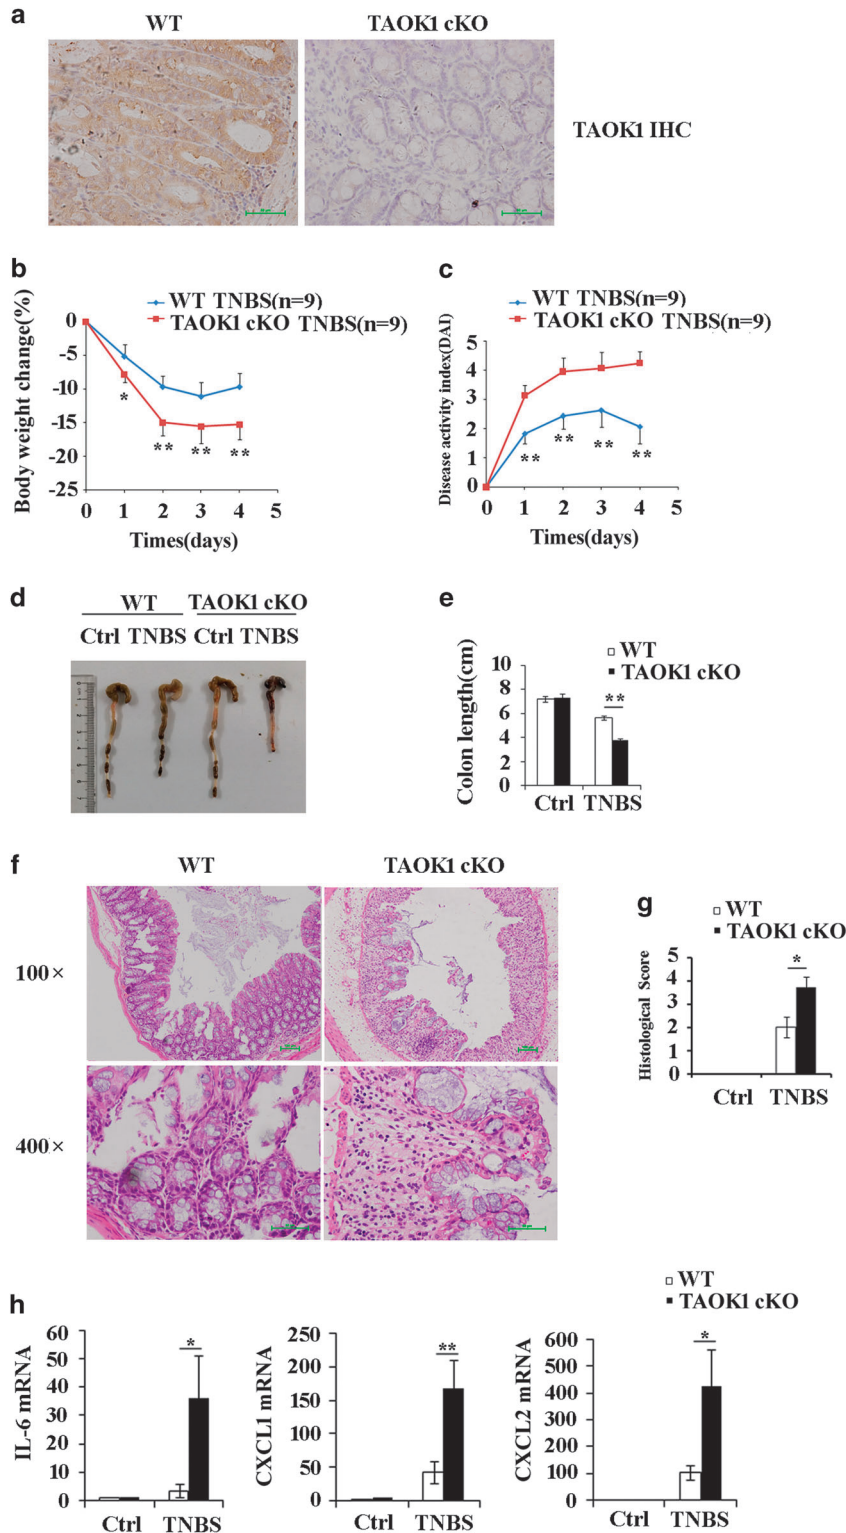 a
WT
TAOK1 cKO
TAOK1 IHC
b
WT TNBS(n=9)
TAOK1 cKO TNBS(n=9)
Body weight change(%)
0
-5
-10
-15
-20
-25
*
**
**
**
0 1 2 3 4 5
Times(days)
c
WT TNBS(n=9)
TAOK1 cKO TNBS(n=9)
Disease activity index(DAI)
5
4
3
2
1
0
**
**
**
**
0 1 2 3 4 5
Times(days)
d
WT
TAOK1 cKO
Ctrl TNBS Ctrl TNBS
e
WT
TAOK1 cKO
Colon length(cm)
10
8
6
4
2
0
**
Ctrl TNBS
f
WT
TAOK1 cKO
100×
400×
g
WT
TAOK1 cKO
Histological Score
5
4
3
2
1
0
*
Ctrl TNBS
h
WT
TAOK1 cKO
IL-6 mRNA
60
50
40
30
20
10
0
*
Ctrl TNBS
CXCL1 mRNA
250
200
150
100
50
0
**
Ctrl TNBS
CXCL2 mRNA
600
500
400
300
200
100
0
*
Ctrl TNBS